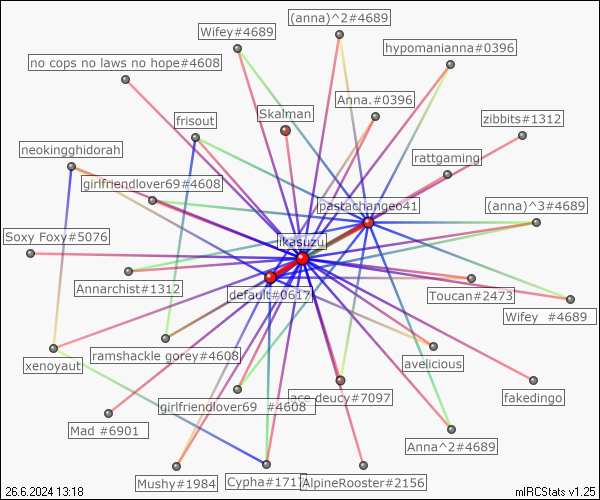 (anna)^2#4689
Wifey#4689
hypomanianna#0396
no cops no laws no hope#4608
Anna.#0396
Skalman
frisout
zibbits#1312
neokingghidorah
rattgaming
girlfriendlover69#4608
pastachangeo41
(anna)^3#4689
Soxy Foxy#5076
ikasuzu
Annarchist#1312
default#0617
Toucan#2473
Wifey #4689
ramshackle gorey#4608
avelicious
xenoyaut
girlfriendlover69 #4608
ace deucy#7097
fakedingo
Mad #6901
Anna^2#4689
Mushy#1984
Cypha#1717
AlpineRooster#2156
26.6.2024 13:18
mIRCStats v1.25